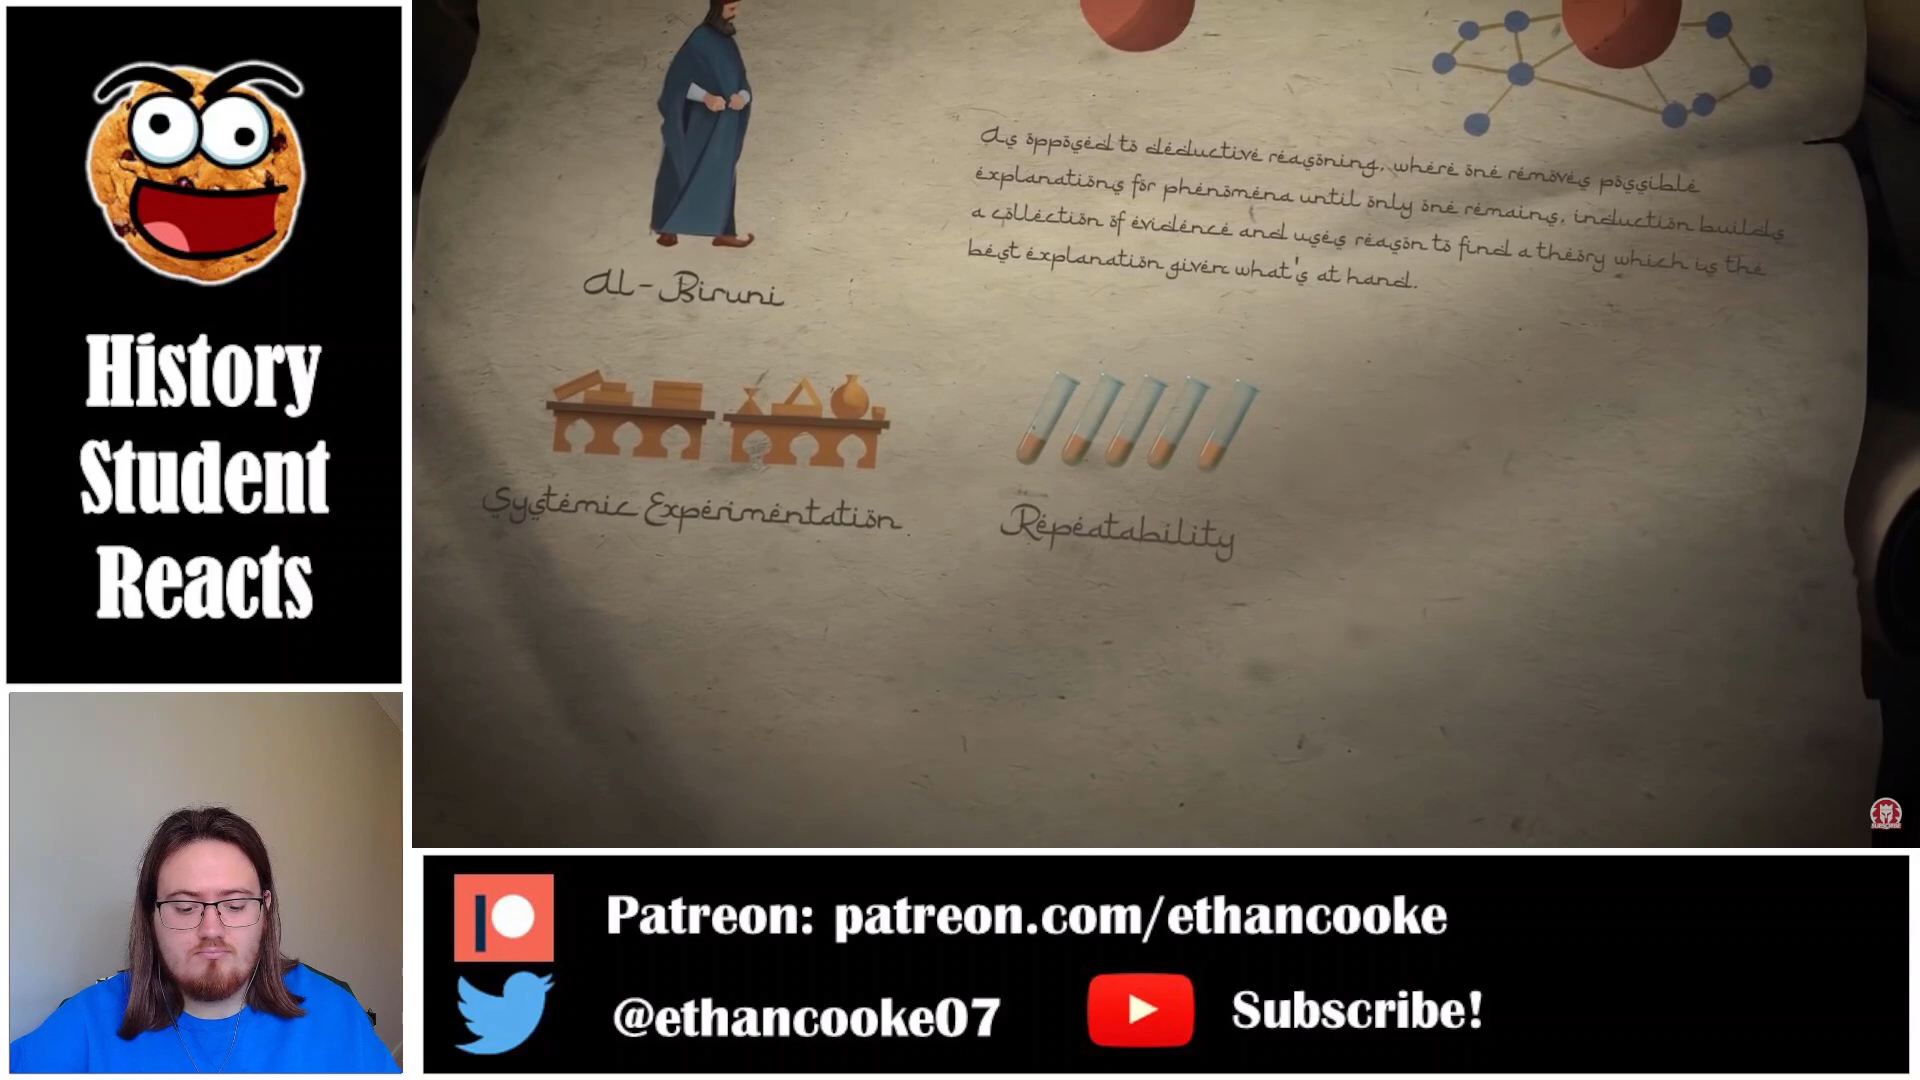 History
Student
Reacts
As opposed to deductive reasoning, where one removes possible
explanations for phenomena until only one remains, induction builds
a collection of evidence and uses reason to find a theory which is the
best explanation given what's at hand.
Al-Biruni
Systemic Experimentation
Repeatability
Patreon: patreon.com/ethancooke
@ethancooke07
Subscribe!